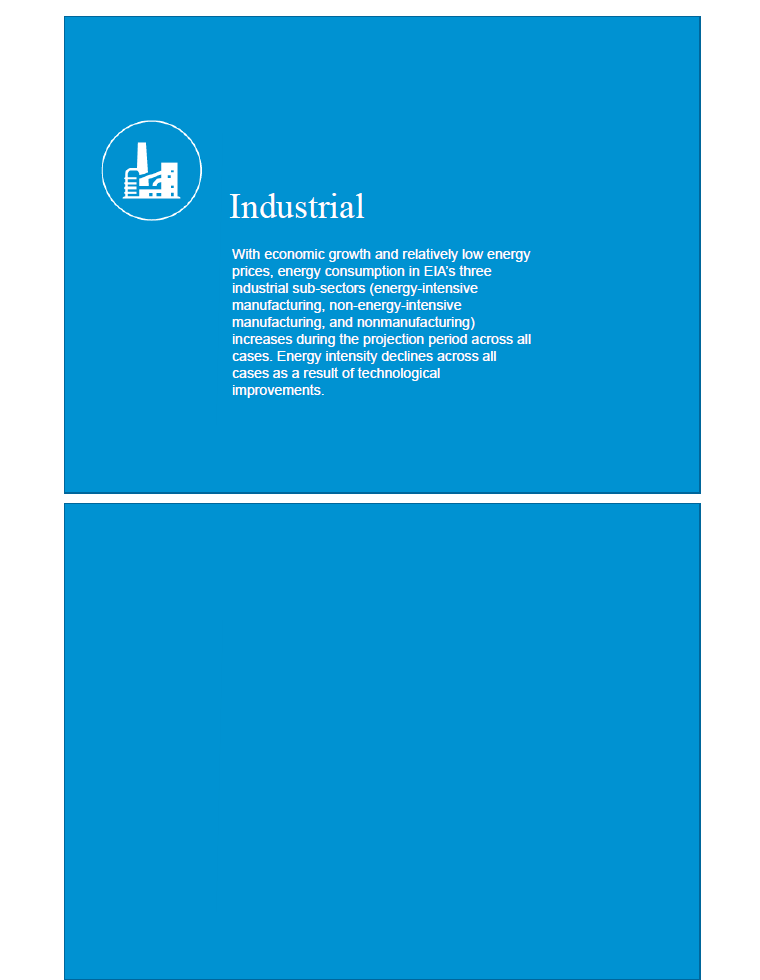 Industrial
With economic growth and relatively low energy
prices, energy consumption in EIA's three
industrial sub-sectors (energy-intensive
manufacturing, non-energy-intensive
manufacturing, and nonmanufacturing)
increases during the projection period across all
cases. Energy intensity declines across all
cases as a result of technological
improvements.